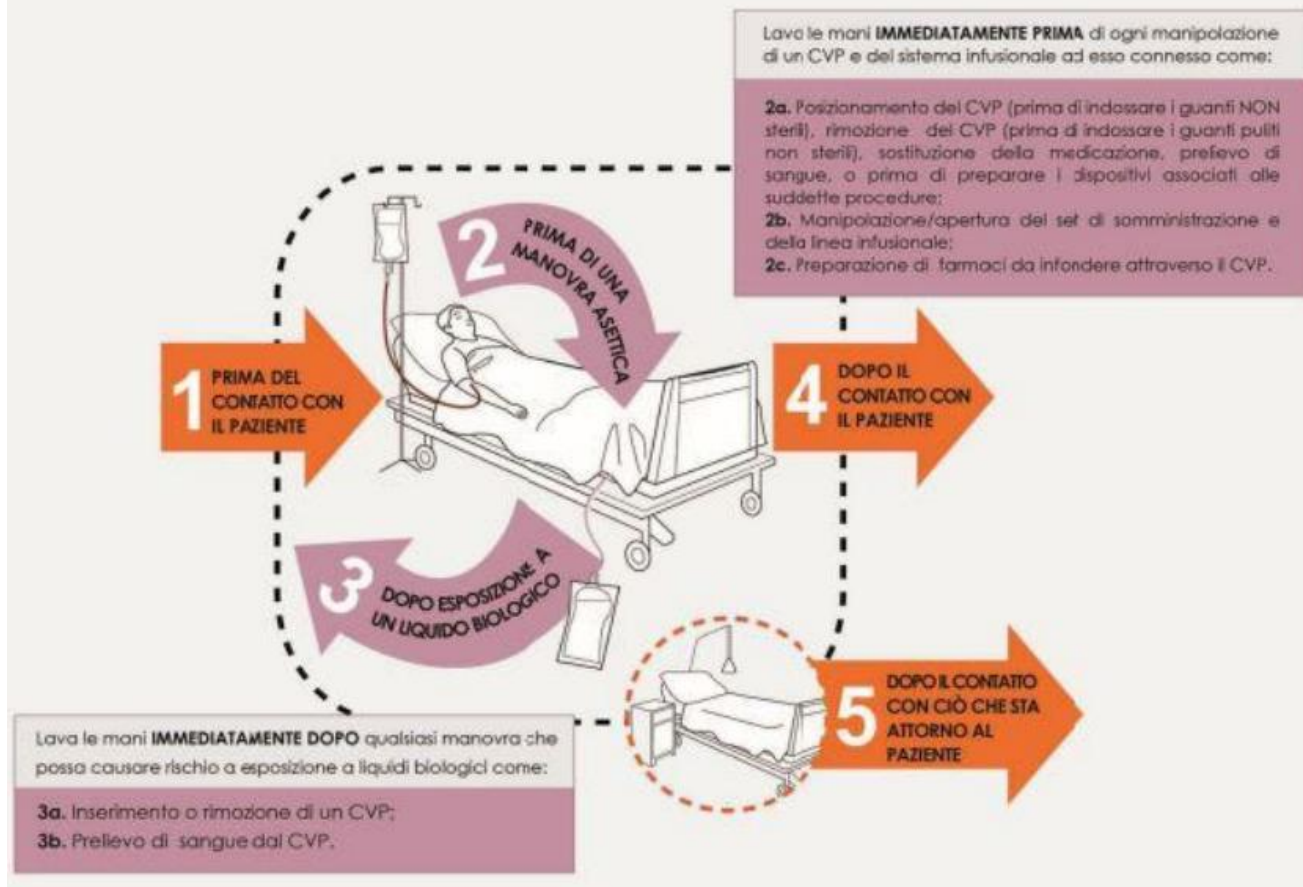 Lava le mani IMMEDIATAMENTE PRIMA di ogni manipolazione
di un CVP e del sistema infusionale ad esso connesso come:
2a. Posizionamento del CVP (prima di indossare i guanti NON
sterili), rimozione del CVP (prima di indossare i guanti puliti
non sterili), sostituzione della medicazione, prelievo di
sangue, o prima di preparare i dispositivi associati alle
suddette procedure;
2b. Manipolazione/apertura del set di somministrazione e
della linea infusionale;
2c. Preparazione di farmaci da infondere attraverso il CVP.
2
PRIMA DI UNA
MANOVRA ASETTICA
1
PRIMA DEL
CONTATTO CON
IL PAZIENTE
4
DOPO IL
CONTATTO CON
IL PAZIENTE
3
DOPO ESPOSIZIONE A
UN LIQUIDO BIOLOGICO
5
DOPO IL CONTATTO
CON CIÒ CHE STA
ATTORNO AL
PAZIENTE
Lava le mani IMMEDIATAMENTE DOPO qualsiasi manovra che
possa causare rischio a esposizione a liquidi biologici come:
3a. Inserimento o rimozione di un CVP;
3b. Prelievo di sangue dal CVP.